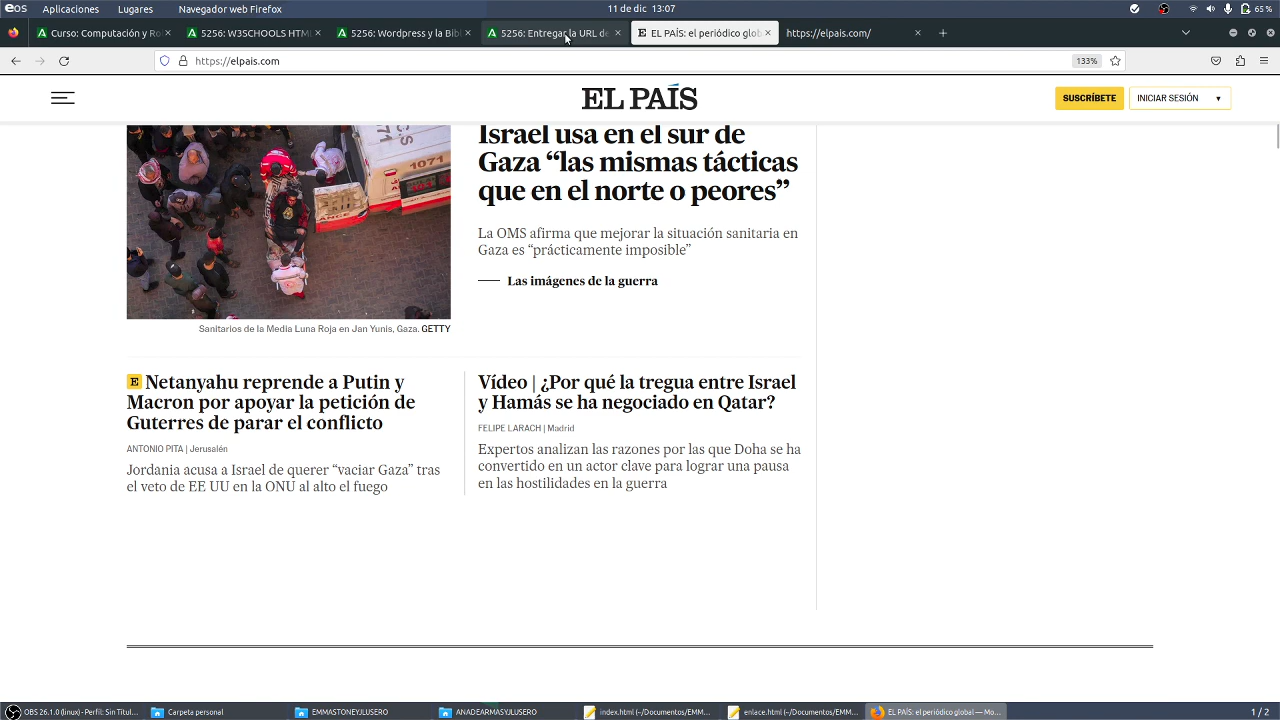 eos Aplicaciones Lugares Navegador web Firefox 11 de dic 13:07 65 %
Curso: Computación y Ro 5256: W3SCHOOLS HTML 5256: Wordpress y la Bibl 5256: Entregar la URL de EL PAÍS: el periódico glob https://elpais.com/
https://elpais.com 133%
EL PAÍS SUSCRÍBETE INICIAR SESIÓN
Israel usa en el sur de
Gaza “las mismas tácticas
que en el norte o peores”
La OMS afirma que mejorar la situación sanitaria en
Gaza es “prácticamente imposible”
Las imágenes de la guerra
1071
Sanitarios de la Media Luna Roja en Jan Yunis, Gaza. GETTY
E Netanyahu reprende a Putin y
Macron por apoyar la petición de
Guterres de parar el conflicto
ANTONIO PITA | Jerusalén
Jordania acusa a Israel de querer “vaciar Gaza” tras
el veto de EE UU en la ONU al alto el fuego
Vídeo | ¿Por qué la tregua entre Israel
y Hamás se ha negociado en Qatar?
FELIPE LARACH | Madrid
Expertos analizan las razones por las que Doha se ha
convertido en un actor clave para lograr una pausa
en las hostilidades en la guerra
OBS 26.1.0 (linux) - Perfil: Sin Títul... Carpeta personal EMMASTONEYJLUSERO ANADEARMASYJLUSERO index.html (~/Documentos/EMM... enlace.html (~/Documentos/EMM... EL PAÍS: el periódico global — Mo... 1 / 2